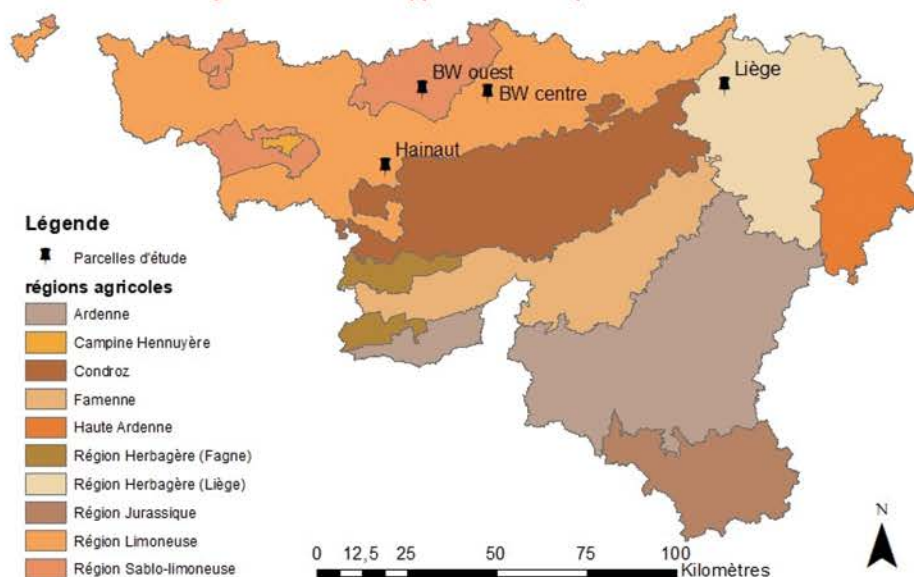 BW ouest
Liège
BW centre
Hainaut
Légende
Parcelles d'étude
régions agricoles
Ardenne
Campine Hennuyère
Condroz
Famenne
Haute Ardenne
Région Herbagère (Fagne)
Région Herbagère (Liège)
Région Jurassique
Région Limoneuse
Région Sablo-limoneuse
N
0 12,5 25 50 75 100
Kilomètres